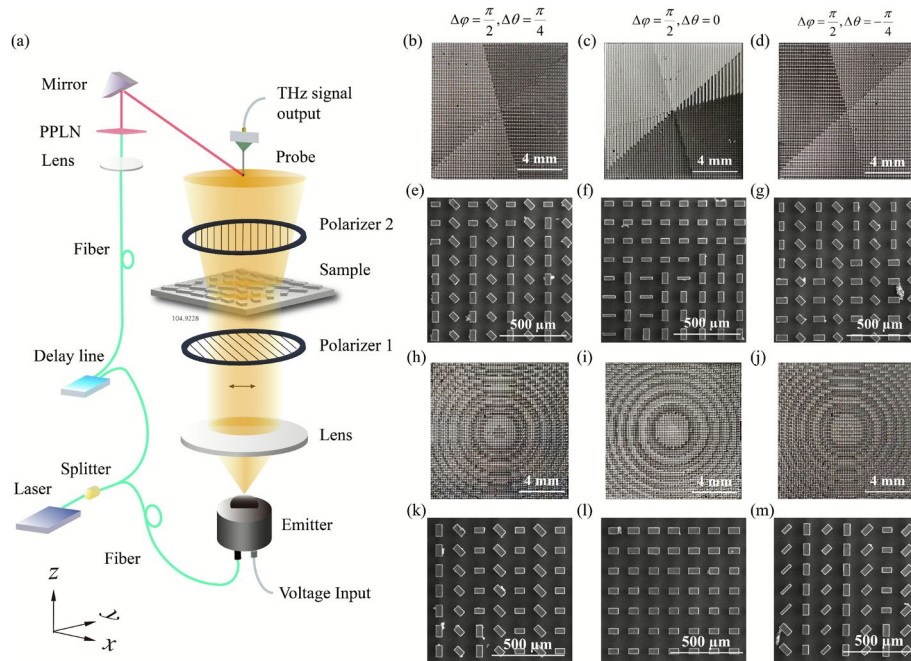 Δφ=π/2, Δθ=π/4
Δφ=π/2, Δθ=0
Δφ=π/2, Δθ=−π/4
(a)
(b)
(c)
(d)
Mirror
THz signal
output
PPLN
Probe
Lens
4 mm
4 mm
4 mm
(e)
(f)
(g)
Polarizer 2
Fiber
Sample
104.9228
500 μm
500 μm
500 μm
Polarizer 1
Delay line
(h)
(i)
(j)
Lens
Splitter
Laser
4 mm
4 mm
4 mm
Emitter
(k)
(l)
(m)
Fiber
Voltage Input
z
y
x
500 μm
500 μm
500 μm